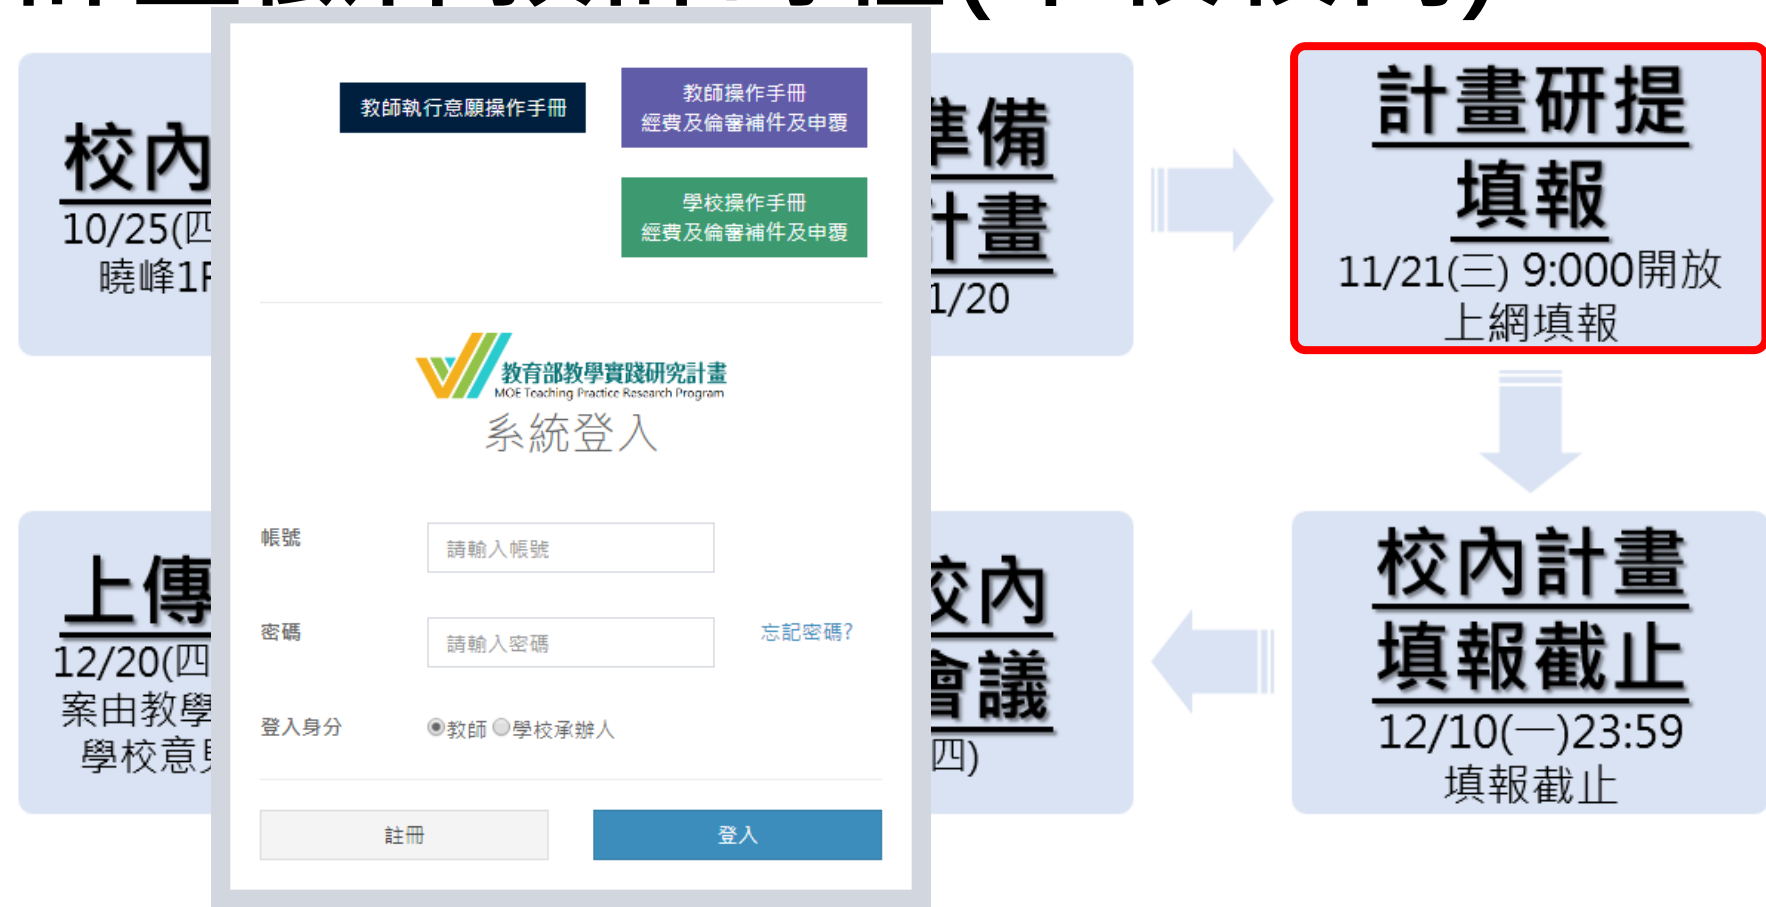 校內
10/25(四
曉峰1F
準備
計畫
1/20
計畫研提
填報
11/21(三) 9:000開放
上網填報
教師執行意願操作手冊
教師操作手冊
經費及倫審補件及申覆
學校操作手冊
經費及倫審補件及申覆
教育部教學實踐研究計畫
MOE Teaching Practice Research Program
系統登入
帳號
請輸入帳號
密碼
請輸入密碼
忘記密碼?
登入身分
教師
學校承辦人
註冊
登入
上傳
12/20(四
案由教學
學校意見
校內
會議
四)
校內計畫
填報截止
12/10(一)23:59
填報截止